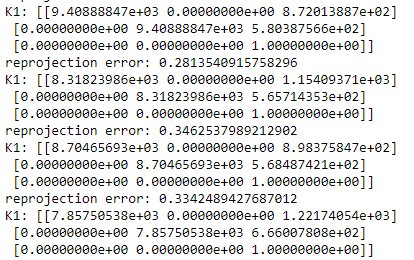 K1: [[9.40888847e+03 0.00000000e+00 8.72013887e+02]
[0.00000000e+00 9.40888847e+03 5.80387566e+02]
[0.00000000e+00 0.00000000e+00 1.00000000e+00]]
reprojection error: 0.2813540915758296
K1: [[8.31823986e+03 0.00000000e+00 1.15409371e+03]
[0.00000000e+00 8.31823986e+03 5.65714353e+02]
[0.00000000e+00 0.00000000e+00 1.00000000e+00]]
reprojection error: 0.3462537989212902
K1: [[8.70465693e+03 0.00000000e+00 8.98375847e+02]
[0.00000000e+00 8.70465693e+03 5.68487421e+02]
[0.00000000e+00 0.00000000e+00 1.00000000e+00]]
reprojection error: 0.3342489427687012
K1: [[7.85750538e+03 0.00000000e+00 1.22174054e+03]
[0.00000000e+00 7.85750538e+03 6.66007808e+02]
[0.00000000e+00 0.00000000e+00 1.00000000e+00]]